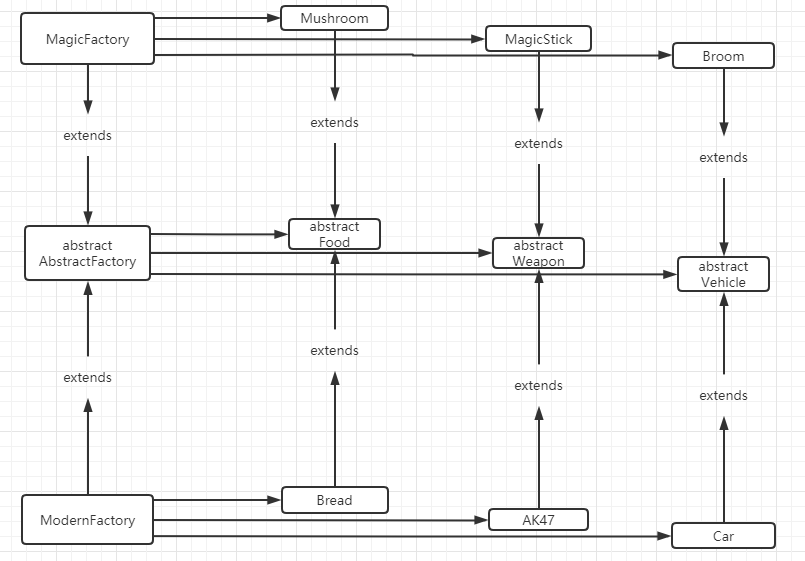 MagicFactory
Mushroom
MagicStick
Broom
extends
extends
extends
extends
abstract
AbstractFactory
abstract
Food
abstract
Weapon
abstract
Vehicle
extends
extends
extends
extends
ModernFactory
Bread
AK47
Car